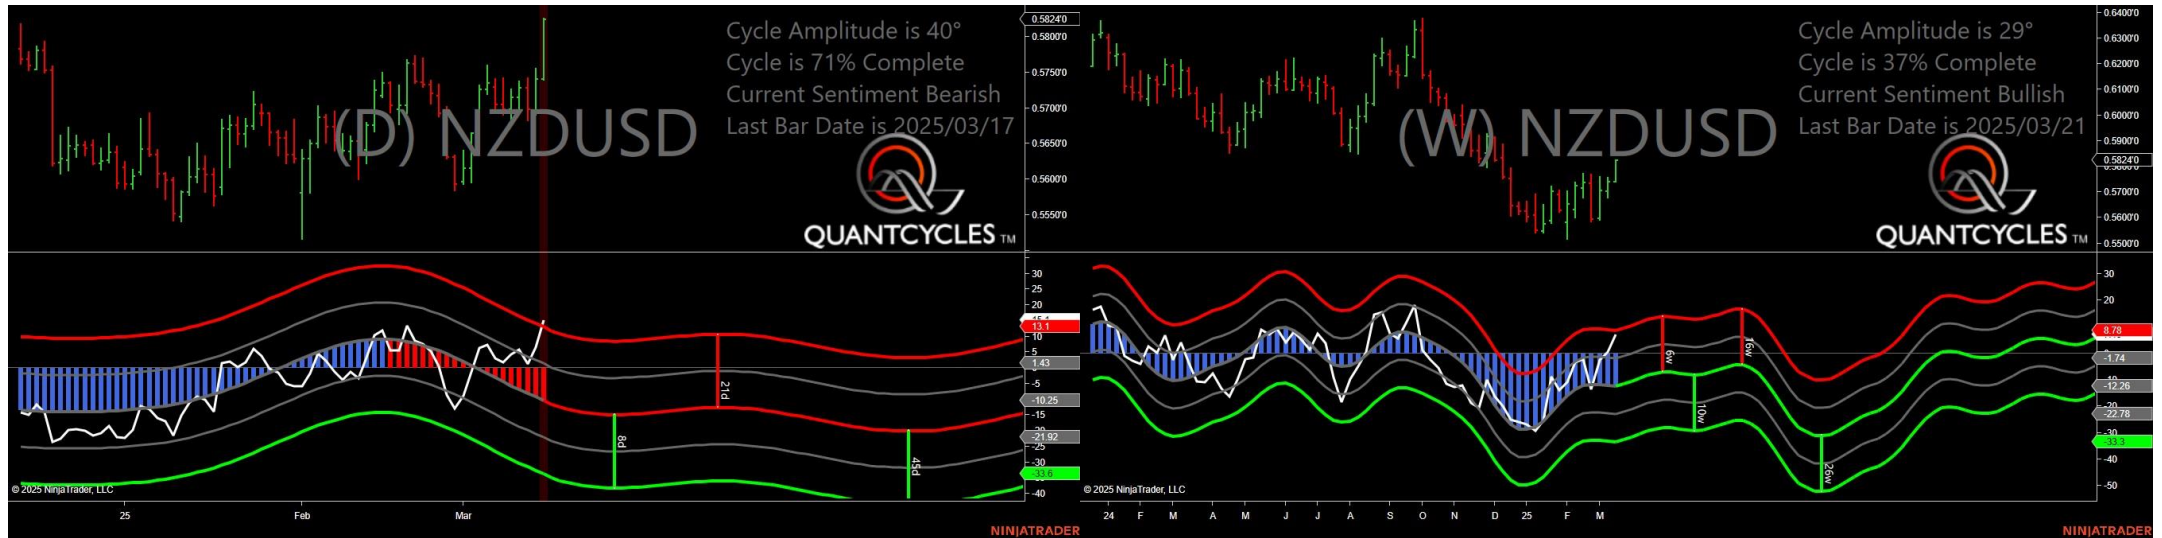 Cycle Amplitude is 40°
Cycle is 71% Complete
Current Sentiment Bearish
Last Bar Date is 2025/03/17
(D) NZDUSD
QUANTCYCLES TM
0.5824'0
0.5800'0
0.5750'0
0.5700'0
0.5650'0
0.5600'0
0.5550'0
30
25
20
13.1
10
5
1.43
-5
-10.25
-15
-21.92
-25
-30
-33.6
-40
8d
21d
45d
© 2025 NinjaTrader, LLC
25
Feb
Mar
NINJATRADER
Cycle Amplitude is 29°
Cycle is 37% Complete
Current Sentiment Bullish
Last Bar Date is 2025/03/21
(W) NZDUSD
QUANTCYCLES TM
0.6400'0
0.6300'0
0.6200'0
0.6100'0
0.6000'0
0.5900'0
0.5824'0
0.5700'0
0.5600'0
0.5500'0
30
20
8.78
-1.74
-12.26
-22.78
-30
-33.3
-40
-50
6w
10w
16w
26w
© 2025 NinjaTrader, LLC
24
F
M
A
M
J
J
A
S
O
N
D
25
F
M
NINJATRADER